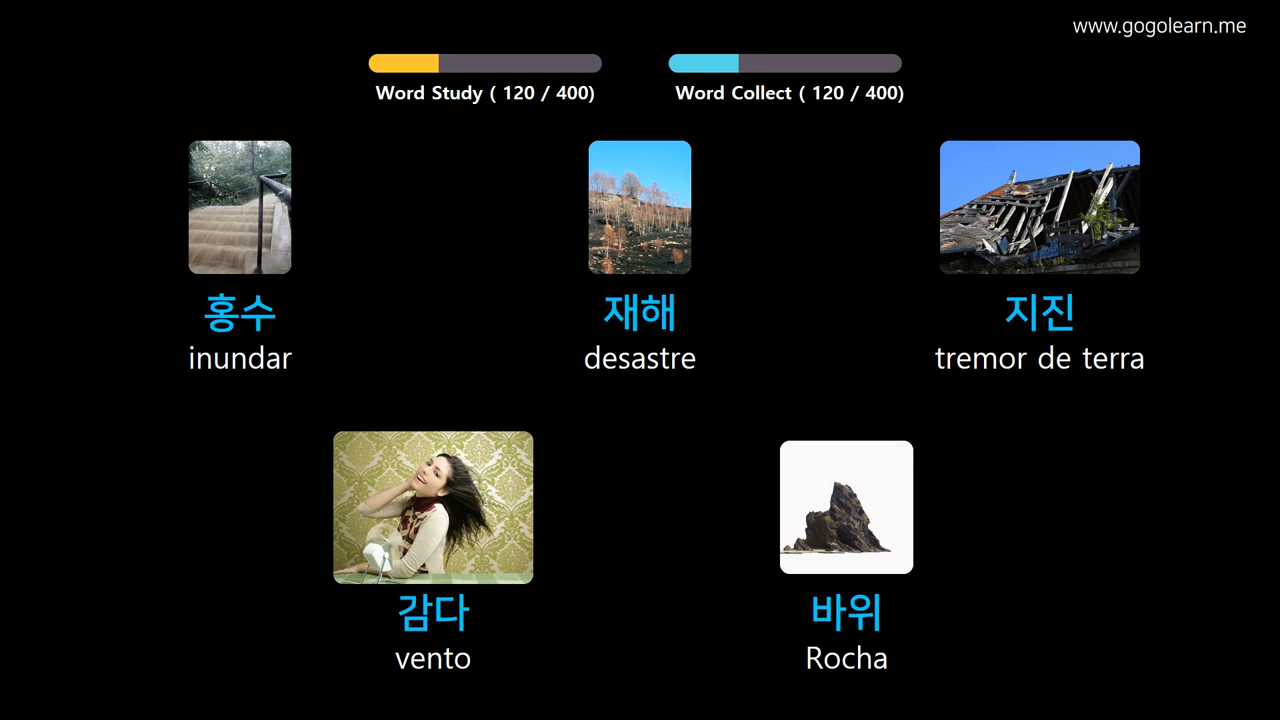 www.gogolearn.me
Word Study ( 120 / 400)
Word Collect ( 120 / 400)
홍수
inundar
재해
desastre
지진
tremor de terra
감다
vento
바위
Rocha